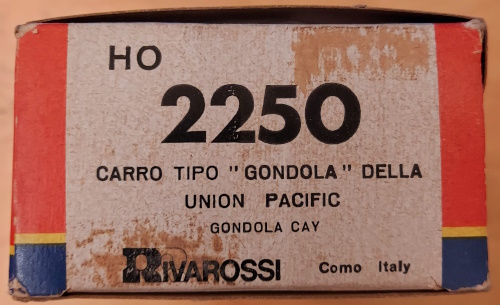 HO
2250
CARRO TIPO "GONDOLA" DELLA
UNION PACIFIC
GONDOLA CAY
RIVAROSSI Como Italy